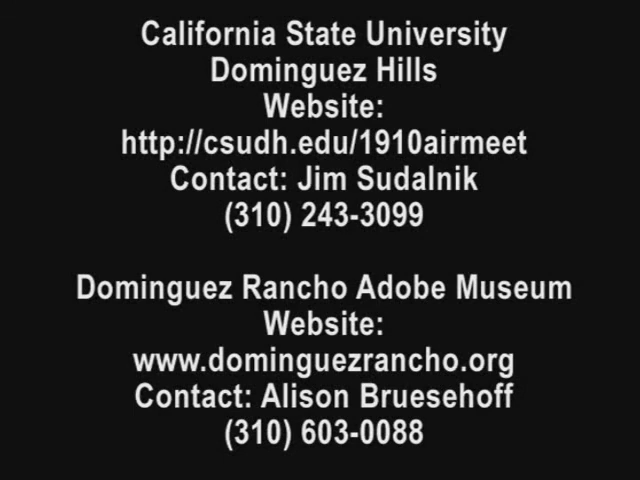 California State University
Dominguez Hills
Website:
http://csudh.edu/1910airmeet
Contact: Jim Sudalnik
(310) 243-3099
Dominguez Rancho Adobe Museum
Website:
www.dominguezrancho.org
Contact: Alison Bruesehoff
(310) 603-0088